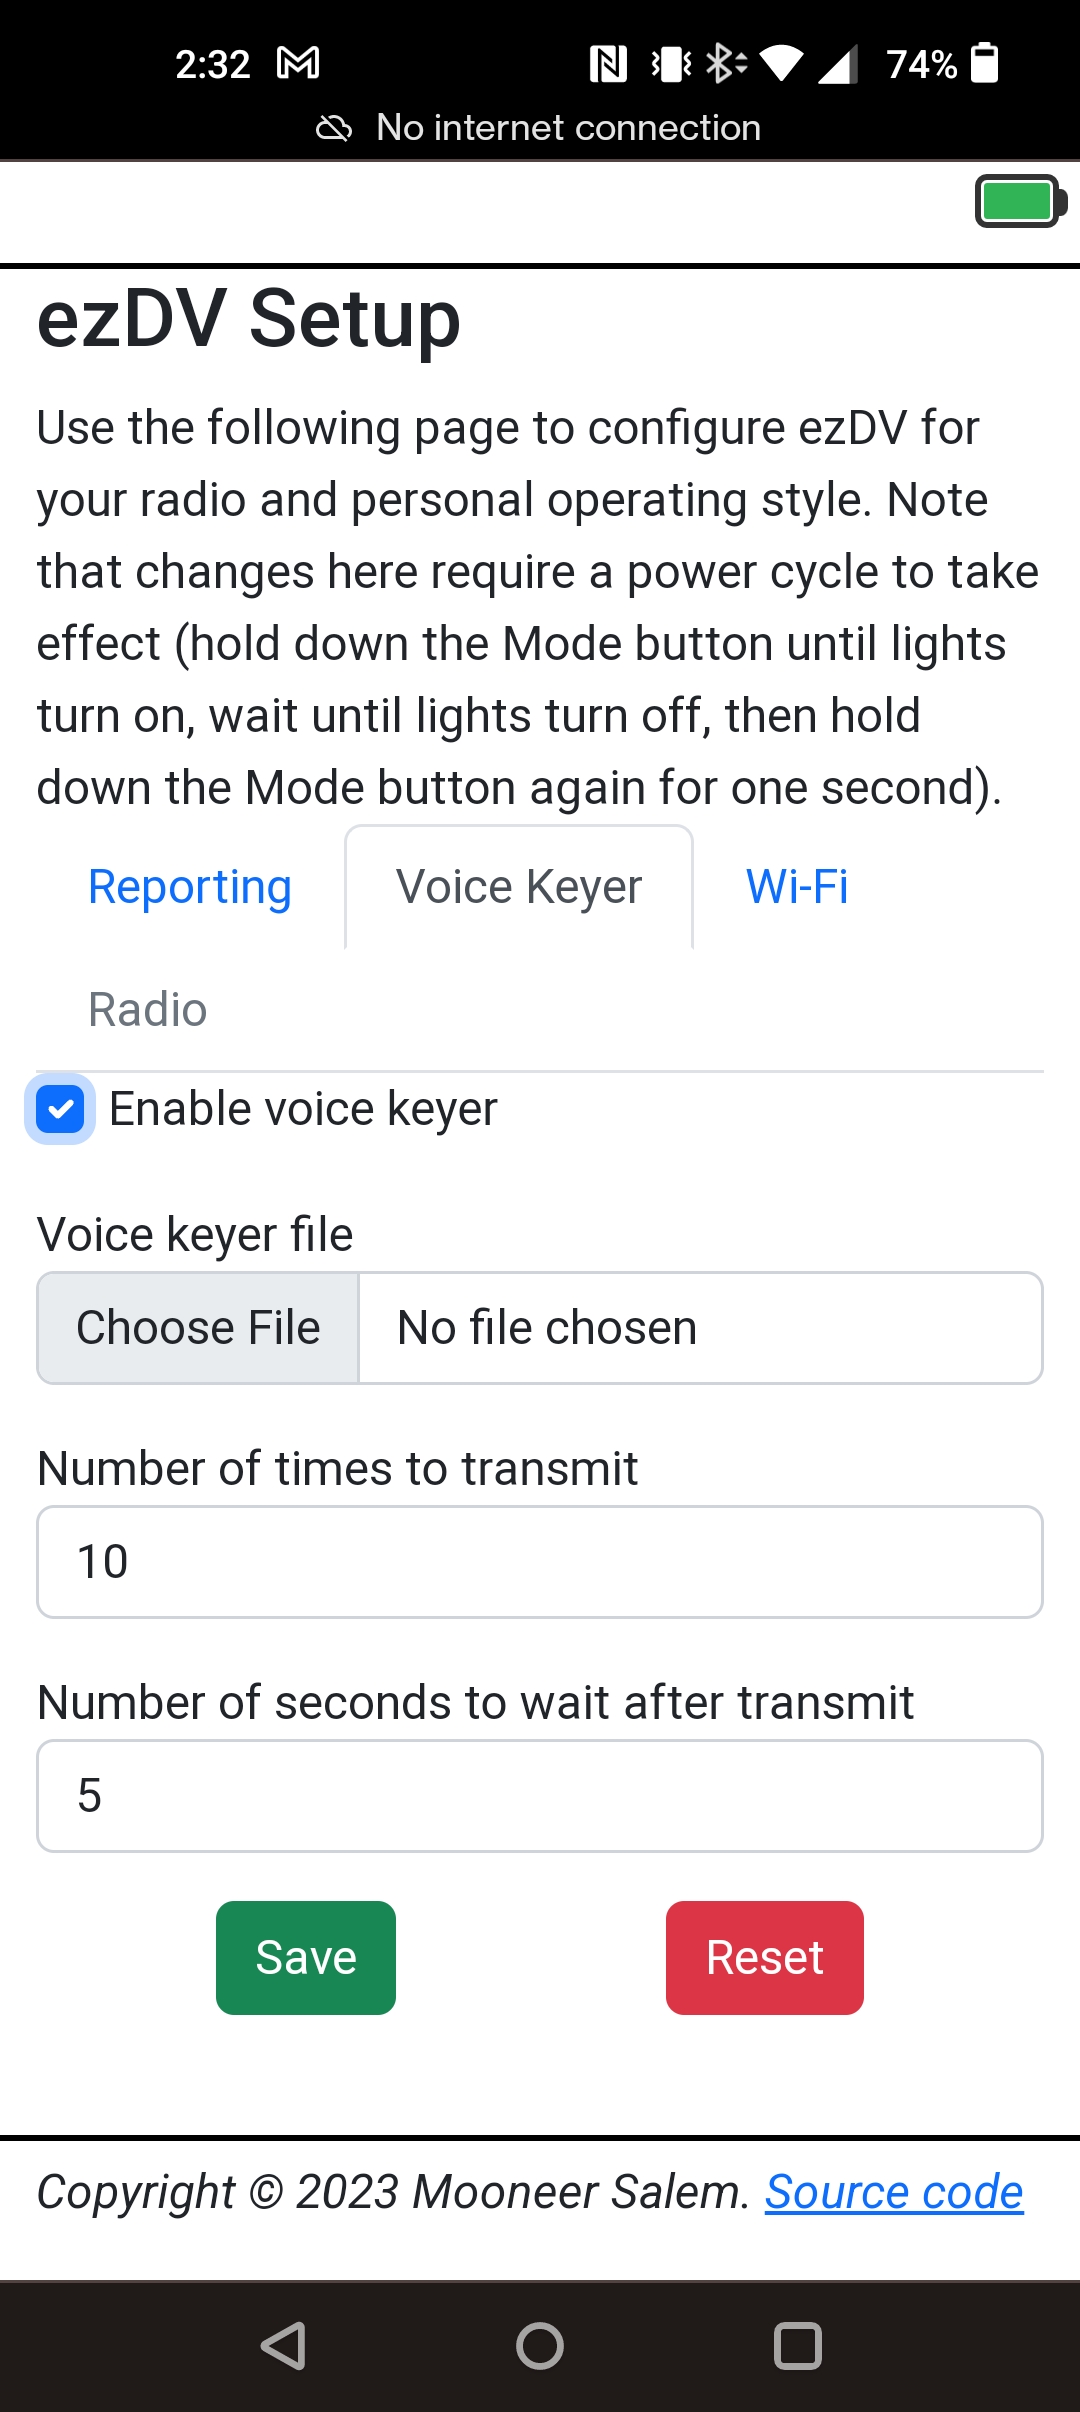 2:32
74%
No internet connection
ezDV Setup
Use the following page to configure ezDV for
your radio and personal operating style. Note
that changes here require a power cycle to take
effect (hold down the Mode button until lights
turn on, wait until lights turn off, then hold
down the Mode button again for one second).
Reporting
Voice Keyer
Wi-Fi
Radio
Enable voice keyer
Voice keyer file
Choose File
No file chosen
Number of times to transmit
10
Number of seconds to wait after transmit
5
Save
Reset
Copyright © 2023 Mooneer Salem. Source code